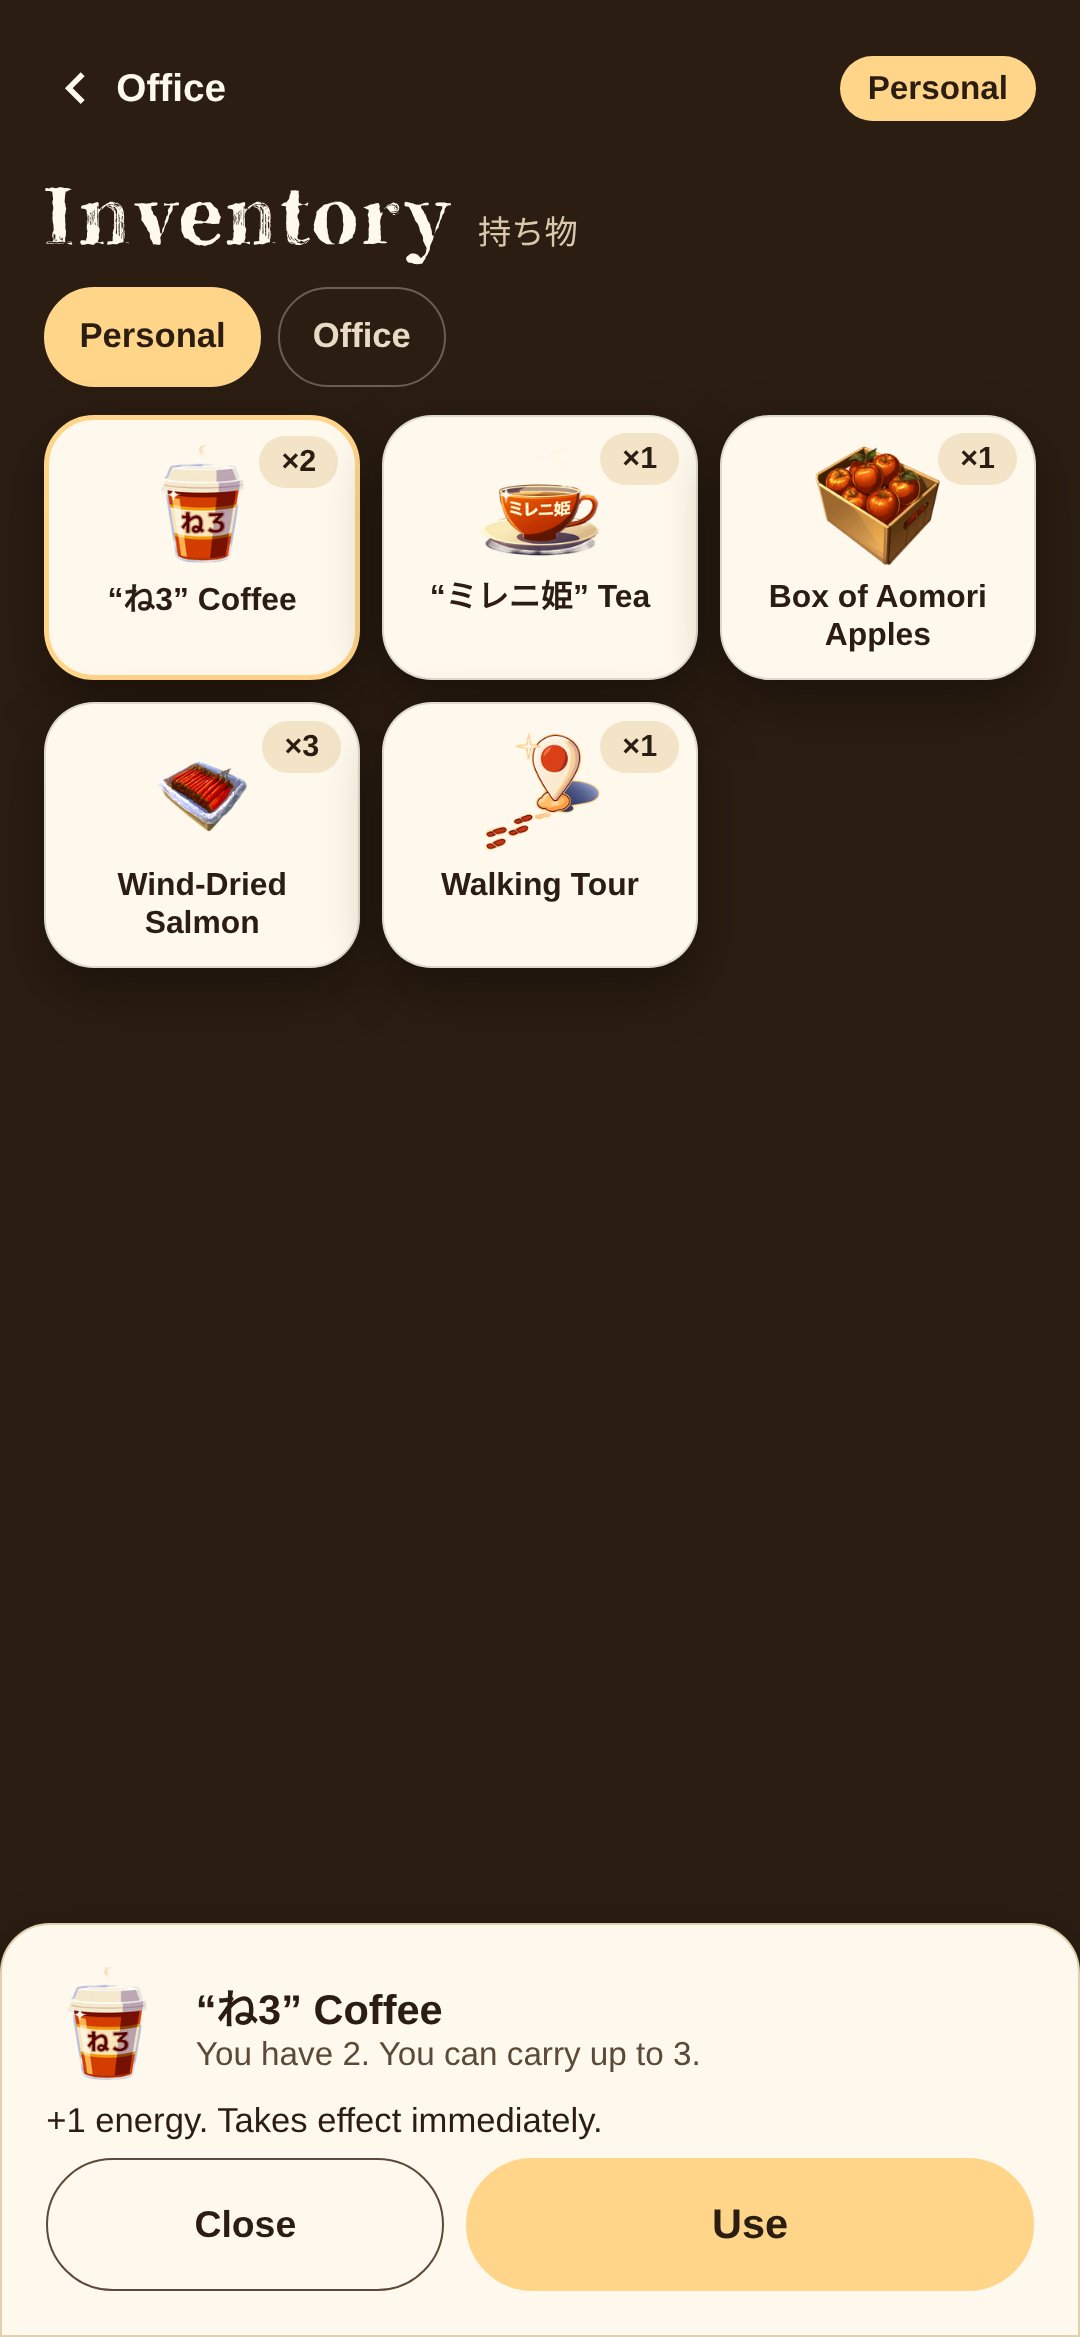 Office
Personal
Inventory 持ち物
Personal
Office
×2
ね3
“ね3” Coffee
×1
ミレニ姫
“ミレニ姫” Tea
×1
Box of Aomori
Apples
×3
Wind-Dried
Salmon
×1
Walking Tour
ね3
“ね3” Coffee
You have 2. You can carry up to 3.
+1 energy. Takes effect immediately.
Close
Use